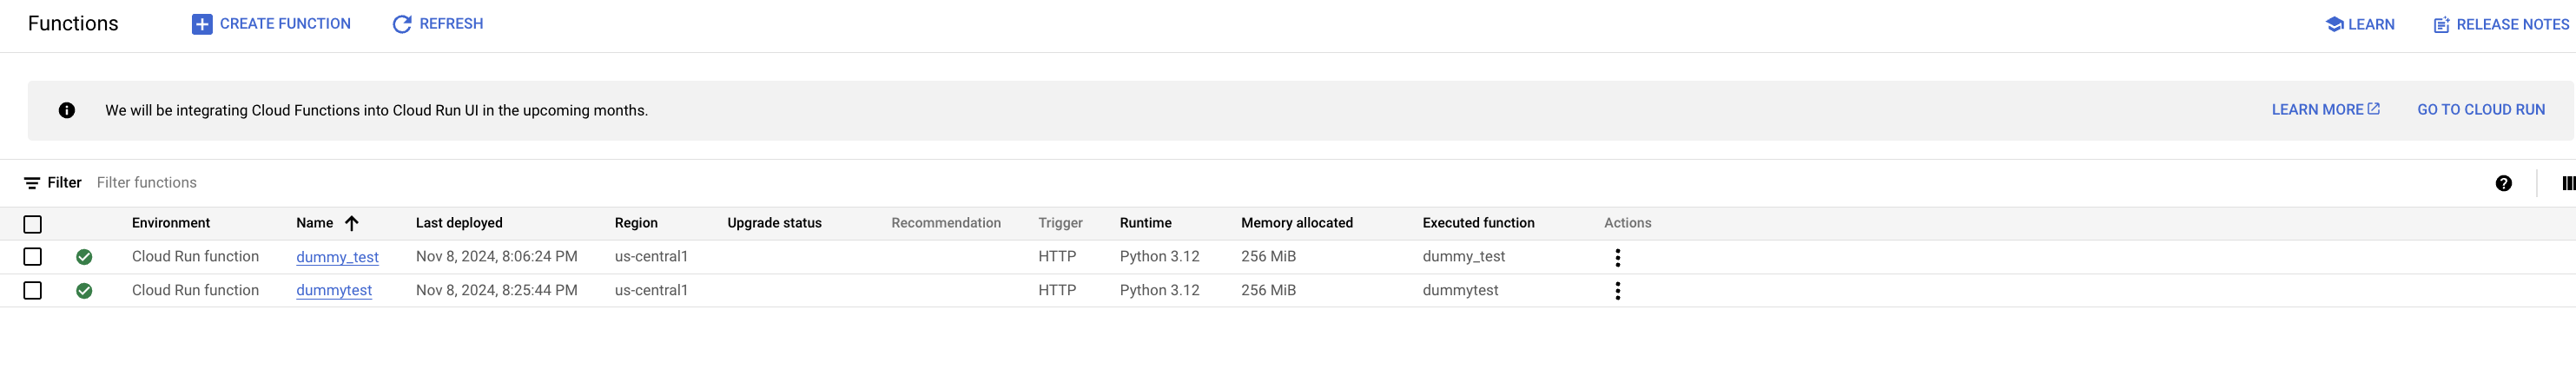 Functions CREATE FUNCTION REFRESH LEARN RELEASE NOTES
We will be integrating Cloud Functions into Cloud Run UI in the upcoming months. LEARN MORE GO TO CLOUD RUN
Filter Filter functions
Environment Name Last deployed Region Upgrade status Recommendation Trigger Runtime Memory allocated Executed function Actions
Cloud Run function dummy_test Nov 8, 2024, 8:06:24 PM us-central1 HTTP Python 3.12 256 MiB dummy_test
Cloud Run function dummytest Nov 8, 2024, 8:25:44 PM us-central1 HTTP Python 3.12 256 MiB dummytest